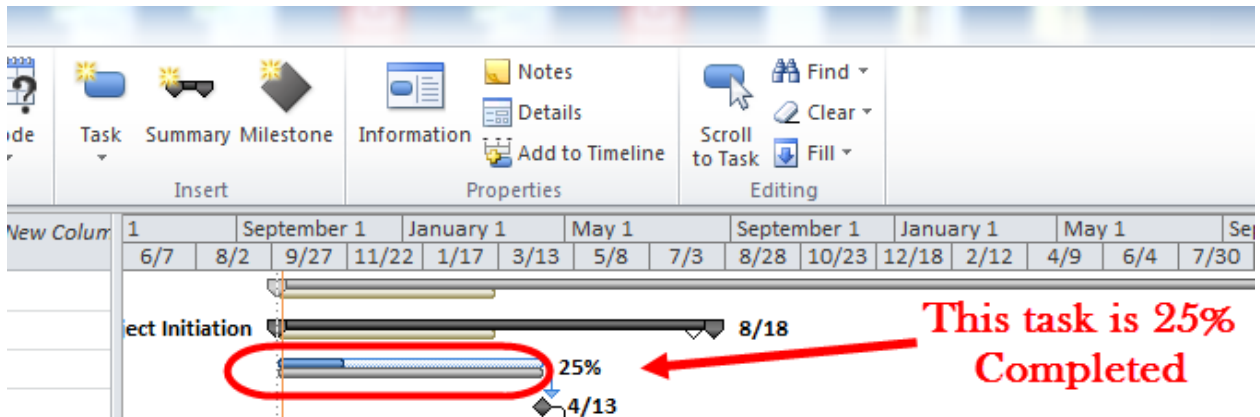 Notes
Find
ode
Task
Summary
Milestone
Information
Details
Scroll
to Task
Clear
Add to Timeline
Fill
Insert
Properties
Editing
New Colum
1
September 1
January 1
May 1
September 1
January 1
May 1
Sep
6/7
8/2
9/27
11/22
1/17
3/13
5/8
7/3
8/28
10/23
12/18
2/12
4/9
6/4
7/30
ject Initiation
8/18
This task is 25%
Completed
25%
4/13